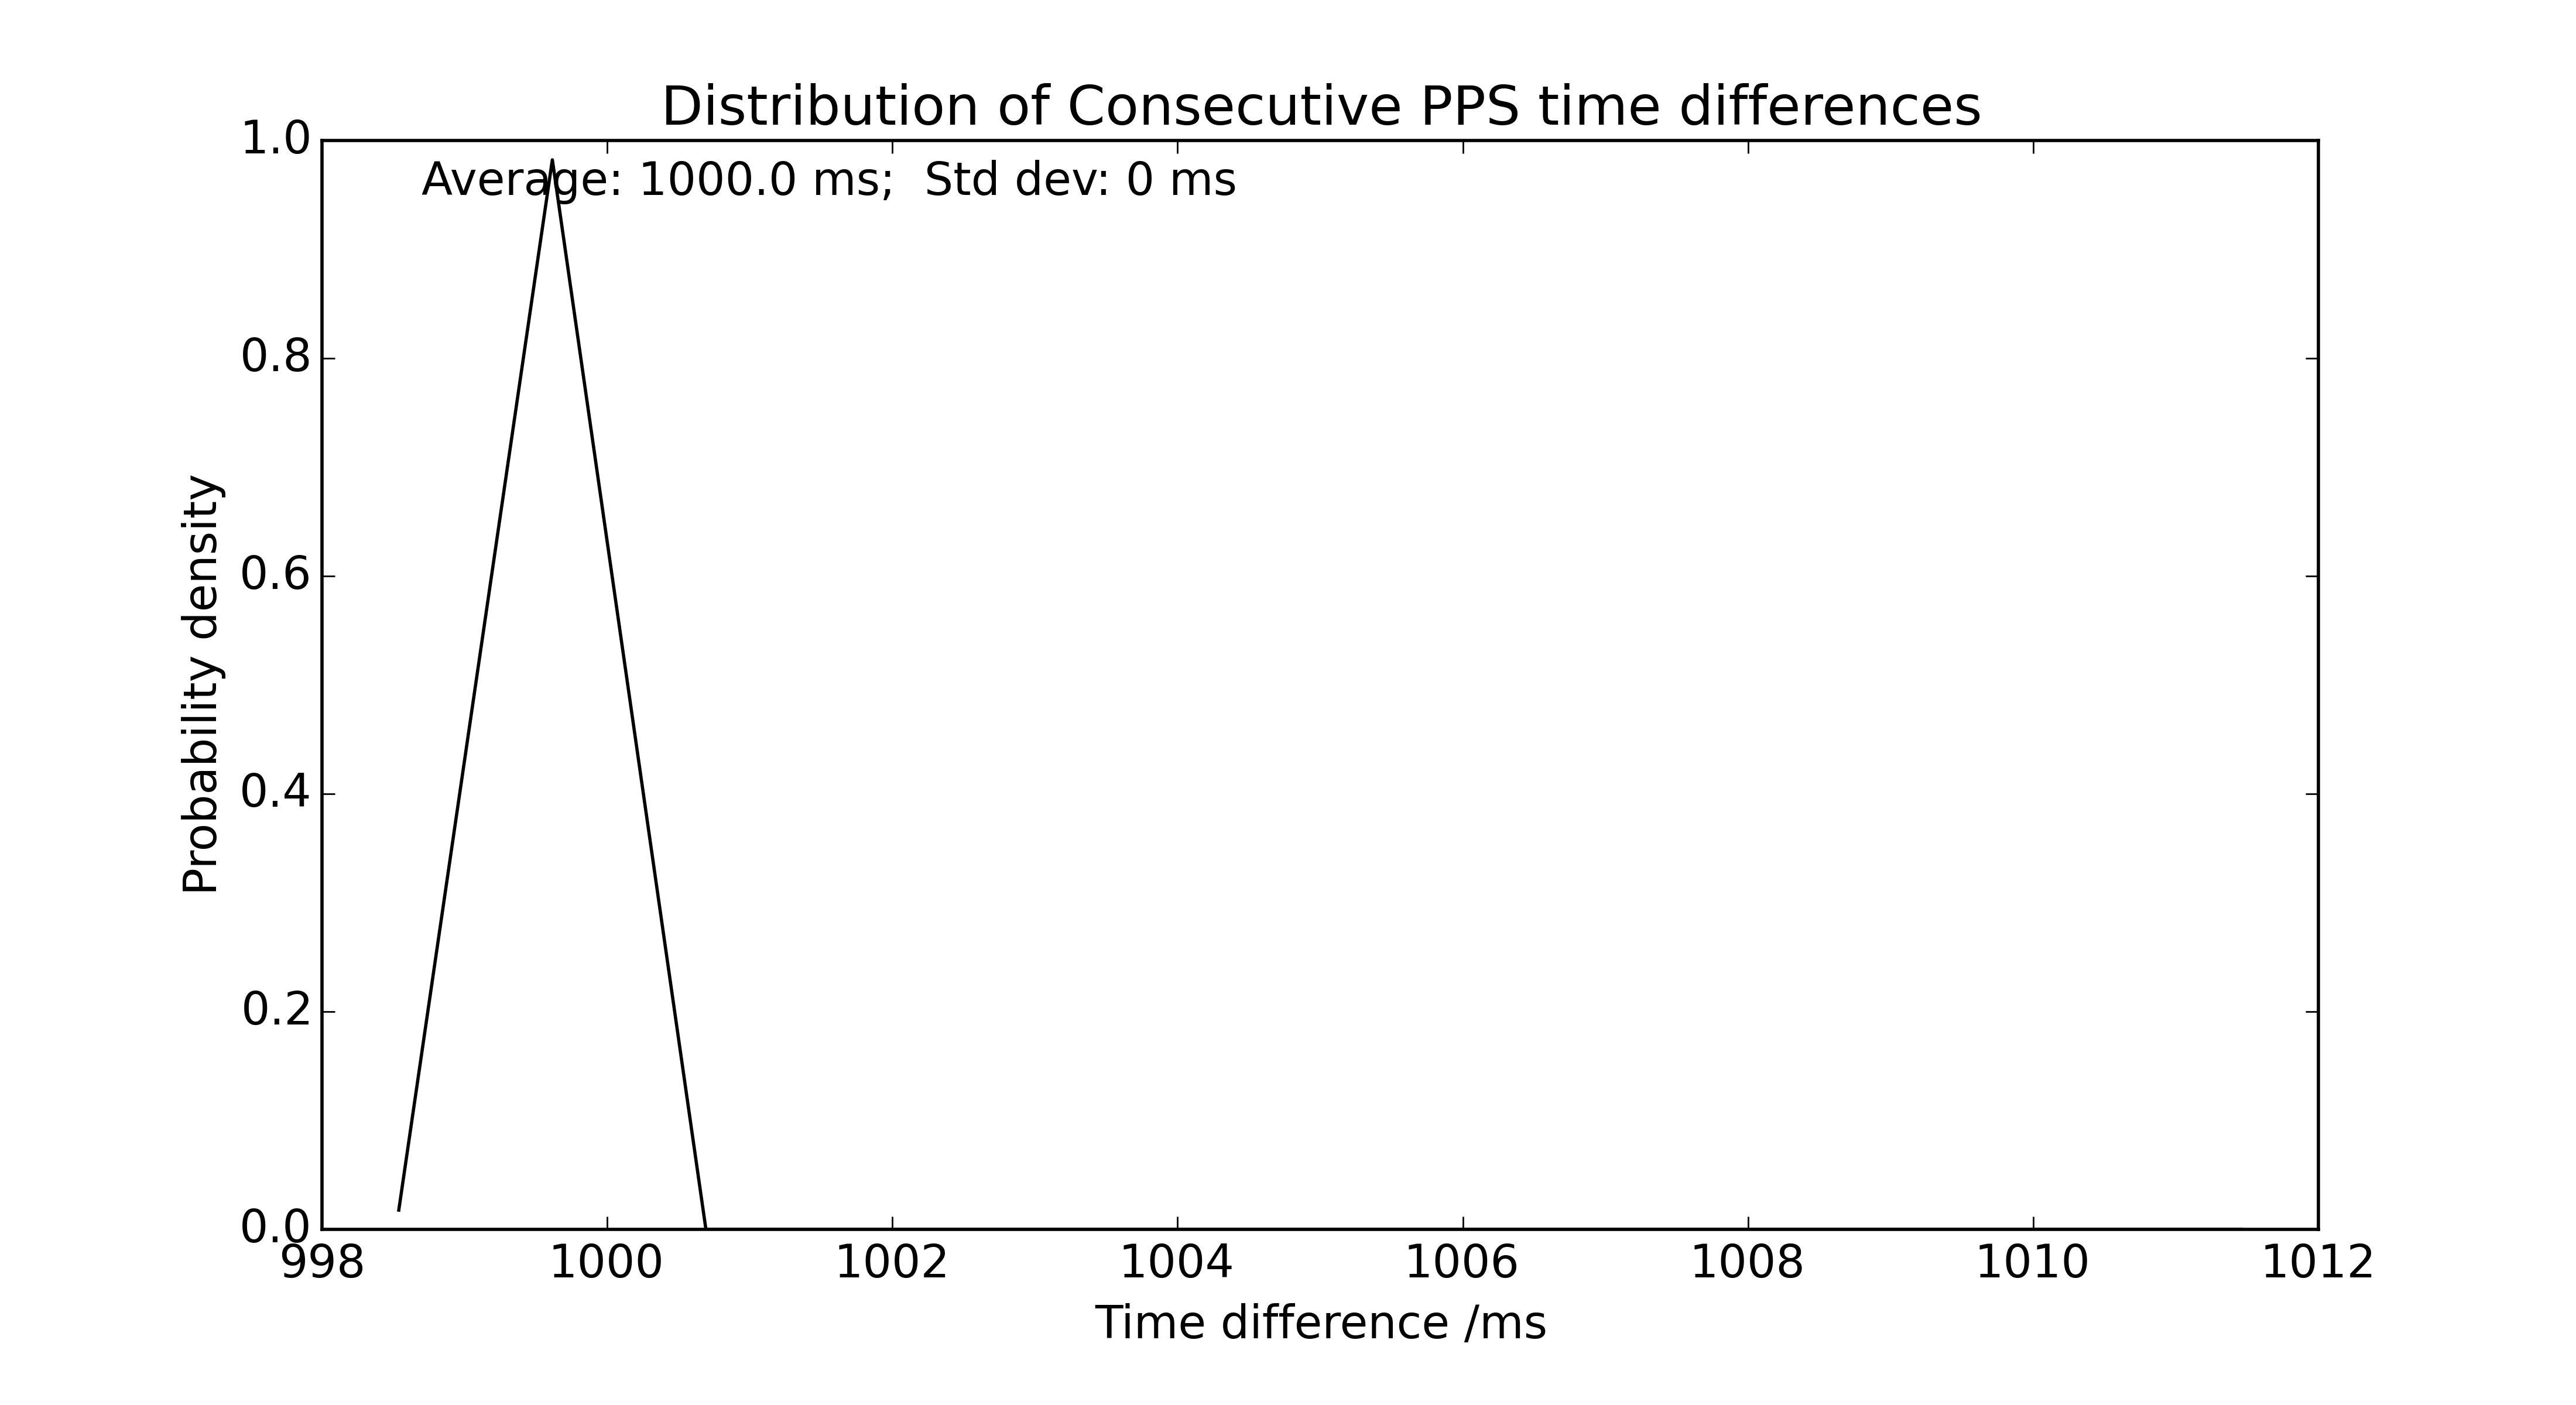 Distribution of Consecutive PPS time differences
Average: 1000.0 ms;  Std dev: 0 ms
1.0
0.8
0.6
0.4
0.2
0.0
Probability density
998 1000 1002 1004 1006 1008 1010 1012
Time difference /ms